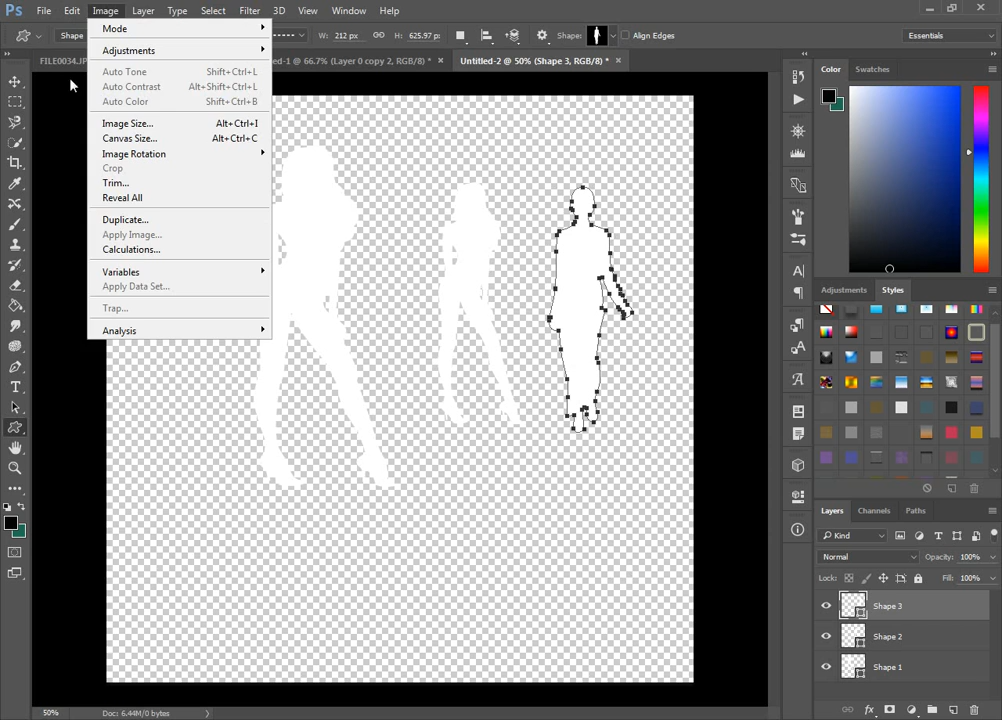 Ps File Edit Image Layer Type Select Filter 3D View Window Help
Shape W: 212 px H: 625.97 p: Shape: Align Edges Essentials
FILE0034.JP ed-1 @ 66.7% (Layer 0 copy 2, RGB/8) * × Untitled-2 @ 50% (Shape 3, RGB/8) * ×
Mode
Adjustments
Auto Tone Shift+Ctrl+L
Auto Contrast Alt+Shift+Ctrl+L
Auto Color Shift+Ctrl+B
Image Size... Alt+Ctrl+I
Canvas Size... Alt+Ctrl+C
Image Rotation
Crop
Trim...
Reveal All
Duplicate...
Apply Image...
Calculations...
Variables
Apply Data Set...
Trap...
Analysis
Color Swatches
Adjustments Styles
Layers Channels Paths
Kind
Normal Opacity: 100%
Lock: Fill: 100%
Shape 3
Shape 2
Shape 1
50% Doc: 6.44M/0 bytes